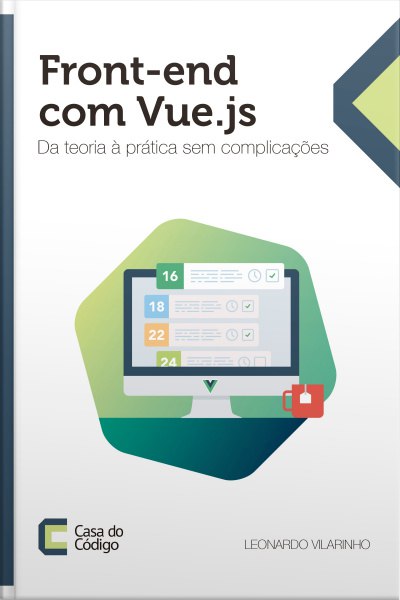 Front-end
com Vue.js
Da teoria à prática sem complicações
16
18
22
24
Casa do
Código
LEONARDO VILARINHO